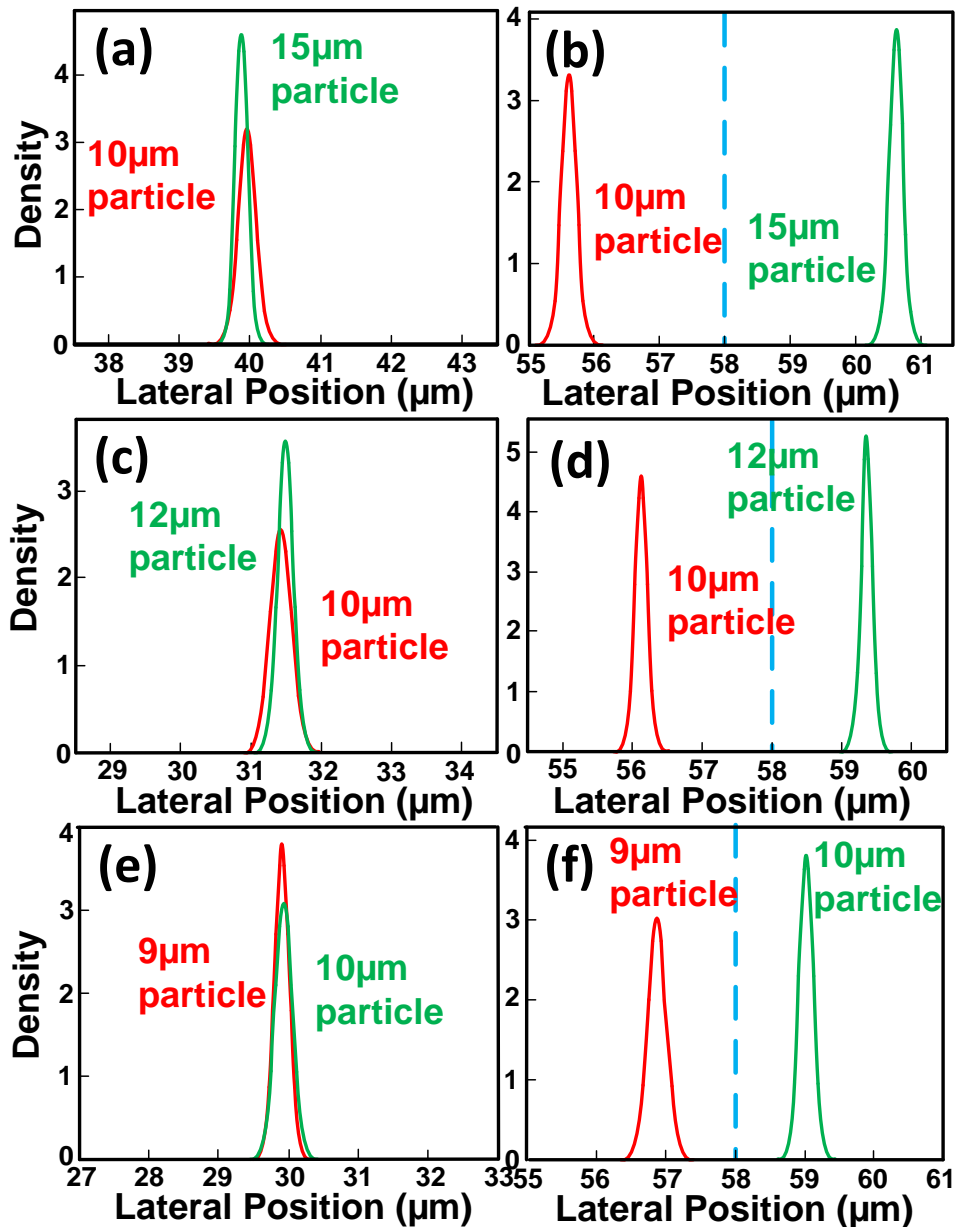 (a)
15µm
particle
10µm
particle
Density
0
1
2
3
4
38 39 40 41 42 43
Lateral Position (µm)
(b)
10µm
particle
15µm
particle
0
1
2
3
4
55 56 57 58 59 60 61
Lateral Position (µm)
(c)
12µm
particle
10µm
particle
Density
0
1
2
3
29 30 31 32 33 34
Lateral Position (µm)
(d)
12µm
particle
10µm
particle
0
1
2
3
4
5
55 56 57 58 59 60
Lateral Position (µm)
(e)
9µm
particle
10µm
particle
Density
0
1
2
3
4
27 28 29 30 31 32 33
Lateral Position (µm)
(f)
9µm
particle
10µm
particle
0
1
2
3
4
55 56 57 58 59 60 61
Lateral Position (µm)